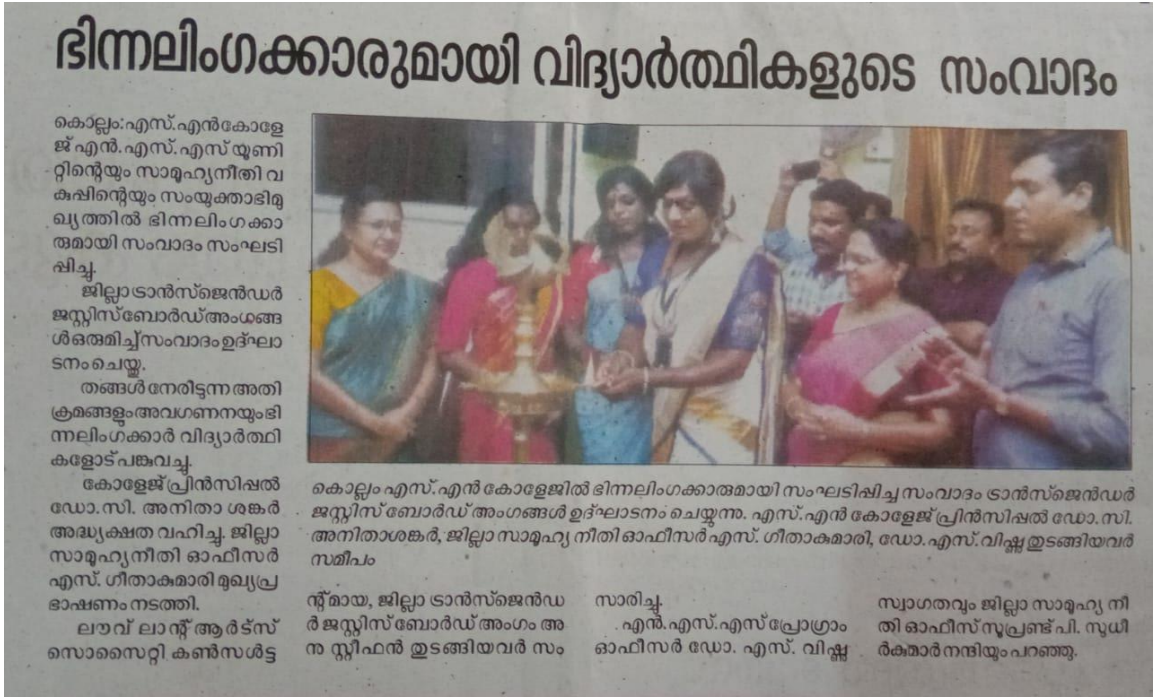 ഭിന്നലിംഗക്കാരുമായി വിദ്യാർത്ഥികളുടെ സംവാദം
കൊല്ലം:എസ്.എൻകോളേ
ജ് എൻ.എസ്.എസ് യൂണി
റ്റിന്റെയും സാമൂഹ്യനീതി വ
കുപ്പിന്റെയും സംയുക്താഭിമു
ഖ്യത്തിൽ ഭിന്നലിംഗക്കാ
രുമായി സംവാദം സംഘടി
പ്പിച്ചു.
ജില്ലാ ട്രാൻസ്ജെൻഡർ
ജസ്റ്റിസ് ബോർഡ് അംഗങ്ങ
ൾ ഒരുമിച്ച് സംവാദം ഉദ്ഘാ
ടനം ചെയ്തു.
തങ്ങൾ നേരിട്ടുന്ന അതി
ക്രമങ്ങളും അവഗണനയും ഭി
ന്നലിംഗക്കാർ വിദ്യാർത്ഥി
കളോട് പങ്കുവച്ചു.
കോളേജ് പ്രിൻസിപ്പൽ
ഡോ.സി. അനിതാ ശങ്കർ
അദ്ധ്യക്ഷത വഹിച്ചു. ജില്ലാ
സാമൂഹ്യനീതി ഓഫീസർ
എസ്. ഗീതാകുമാരി മുഖ്യപ്ര
ഭാഷണം നടത്തി.
ലൗവ് ലാന്റ് ആർട്സ്
സൊസൈറ്റി കൺസൾട്ട
കൊല്ലം എസ്.എൻ കോളേജിൽ ഭിന്നലിംഗക്കാരുമായി സംഘടിപ്പിച്ച സംവാദം ട്രാൻസ്ജെൻഡർ
ജസ്റ്റിസ് ബോർഡ് അംഗങ്ങൾ ഉദ്ഘാടനം ചെയ്യുന്നു. എസ്.എൻ കോളേജ് പ്രിൻസിപ്പൽ ഡോ.സി.
അനിതാശങ്കർ, ജില്ലാ സാമൂഹ്യ നീതി ഓഫീസർ എസ്. ഗീതാകുമാരി, ഡോ.എസ്.വിഷ്ണു തുടങ്ങിയവർ
സമീപം
ന്റ് മായ, ജില്ലാ ട്രാൻസ്ജെൻഡ
ർ ജസ്റ്റിസ് ബോർഡ് അംഗം അ
നു സ്റ്റീഫൻ തുടങ്ങിയവർ സം
സാരിച്ചു.
എൻ.എസ്.എസ് പ്രോഗ്രാം
ഓഫീസർ ഡോ. എസ്. വിഷ്ണു
സ്വാഗതവും ജില്ലാ സാമൂഹ്യ നീ
തി ഓഫീസ് സൂപ്രണ്ട് പി. സുധീ
ർകുമാർ നന്ദിയും പറഞ്ഞു.